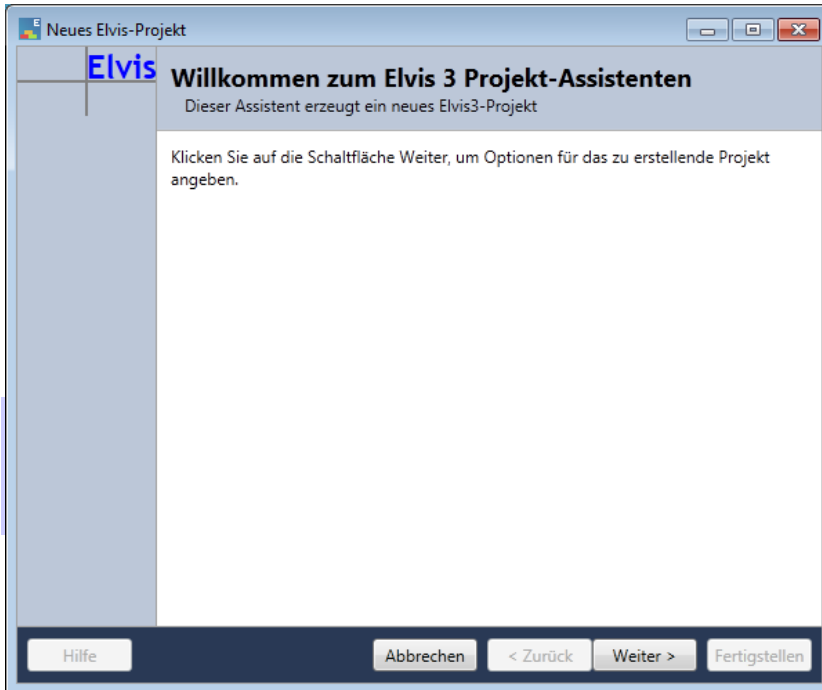 Neues Elvis-Projekt
Elvis
Willkommen zum Elvis 3 Projekt-Assistenten
Dieser Assistent erzeugt ein neues Elvis3-Projekt
Klicken Sie auf die Schaltfläche Weiter, um Optionen für das zu erstellende Projekt
angeben.
Hilfe
Abbrechen
< Zurück
Weiter >
Fertigstellen